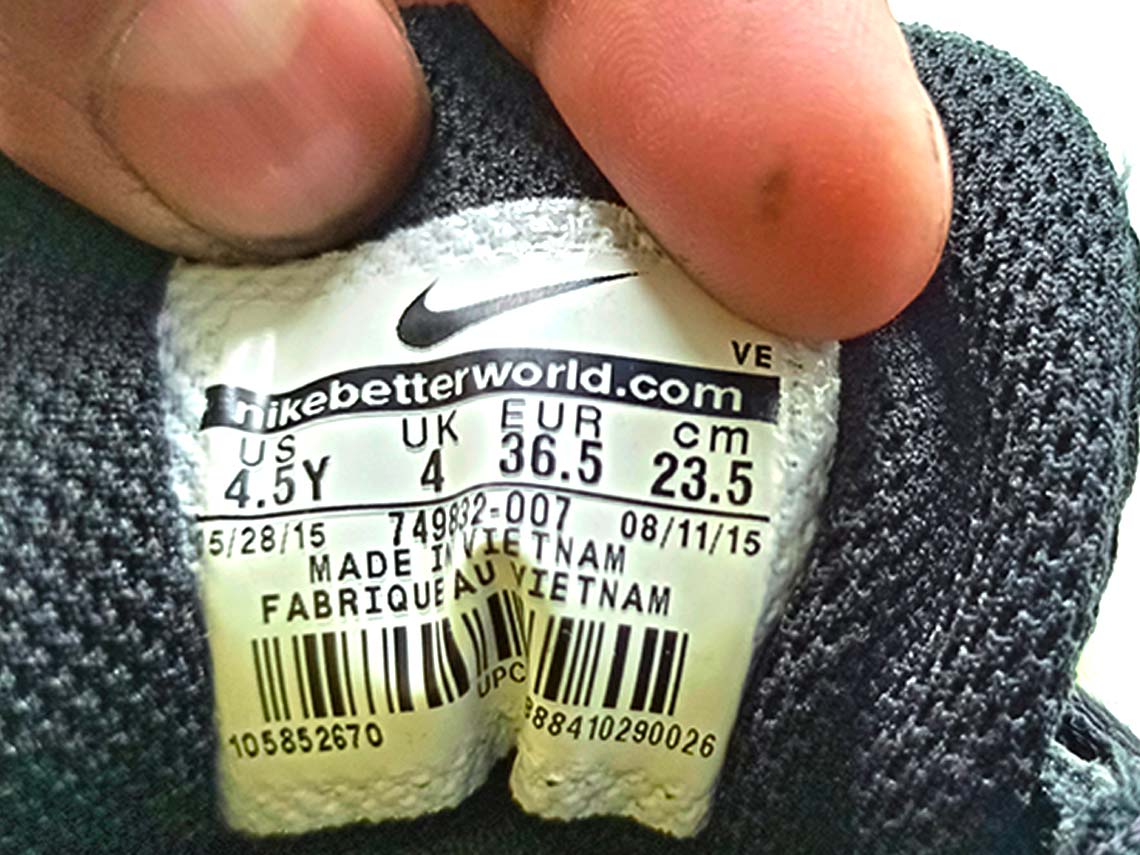 VE
nikebetterworld.com
US UK EUR cm
4.5Y 4 36.5 23.5
5/28/15 749832-007 08/11/15
MADE IN VIETNAM
FABRIQUE AU VIETNAM
UPC
105852670 888410290026